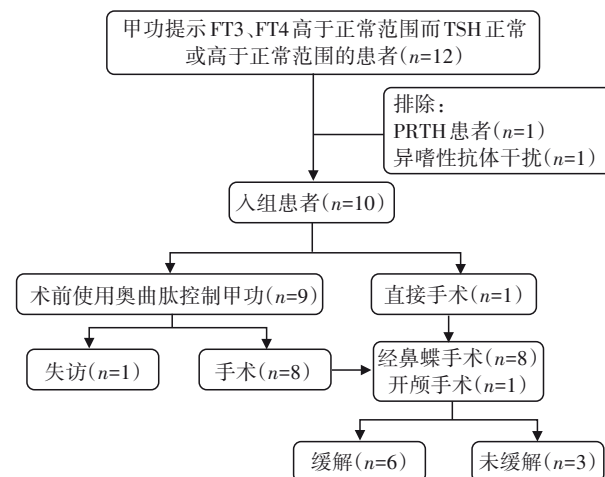 甲功提示FT3、FT4高于正常范围而TSH正常
或高于正常范围的患者(n=12)
排除：
PRTH患者(n=1)
异嗜性抗体干扰(n=1)
入组患者(n=10)
术前使用奥曲肽控制甲功(n=9)
直接手术(n=1)
失访(n=1)
手术(n=8)
经鼻蝶手术(n=8)
开颅手术(n=1)
缓解(n=6)
未缓解(n=3)